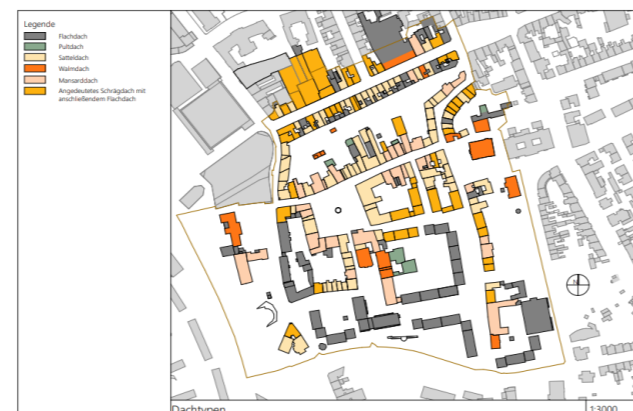 Legende
Flachdach
Pultdach
Satteldach
Walmdach
Mansarddach
Angedeutetes Schrägdach mit
anschließendem Flachdach
N
Dachtypen
1:3000